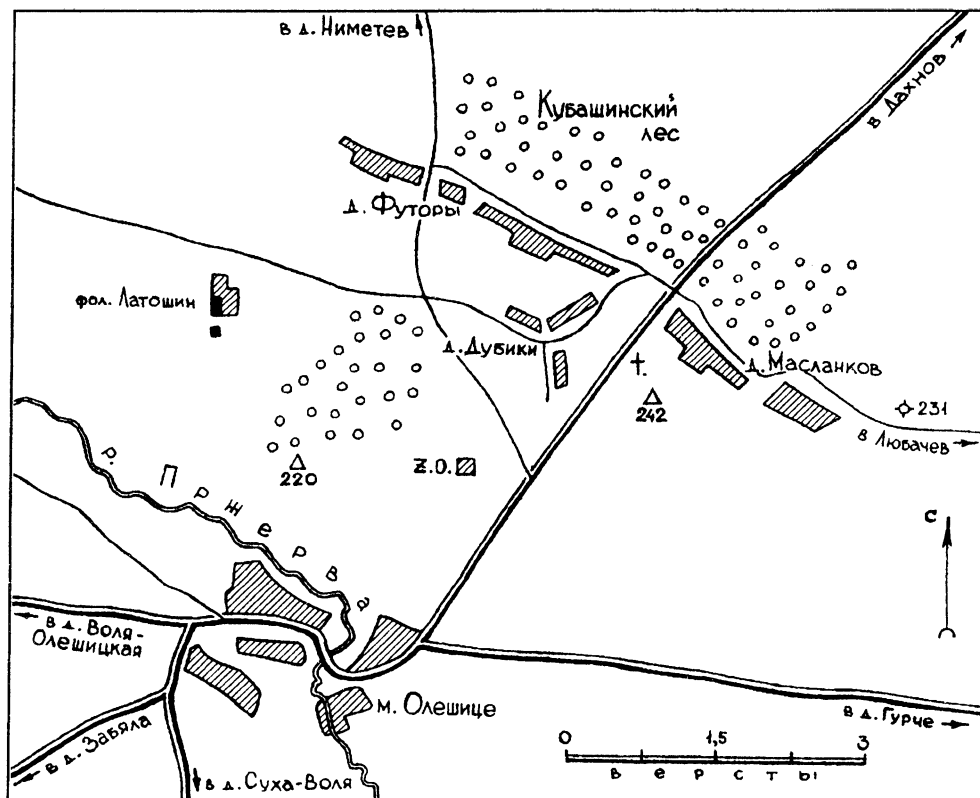 в д. Ниметев
Кубашинский
лес
в Лахнов
д. Футоры
фол. Латошин
д. Дубики
д. Масланков
242
231
в Любачев
220
Z.O.
р. Пржерва
С
в д. Воля-
Олешицкая
м. Олешице
в д. Забяла
в д. Суха-Воля
в д. Гурче
0 1,5 3
версты